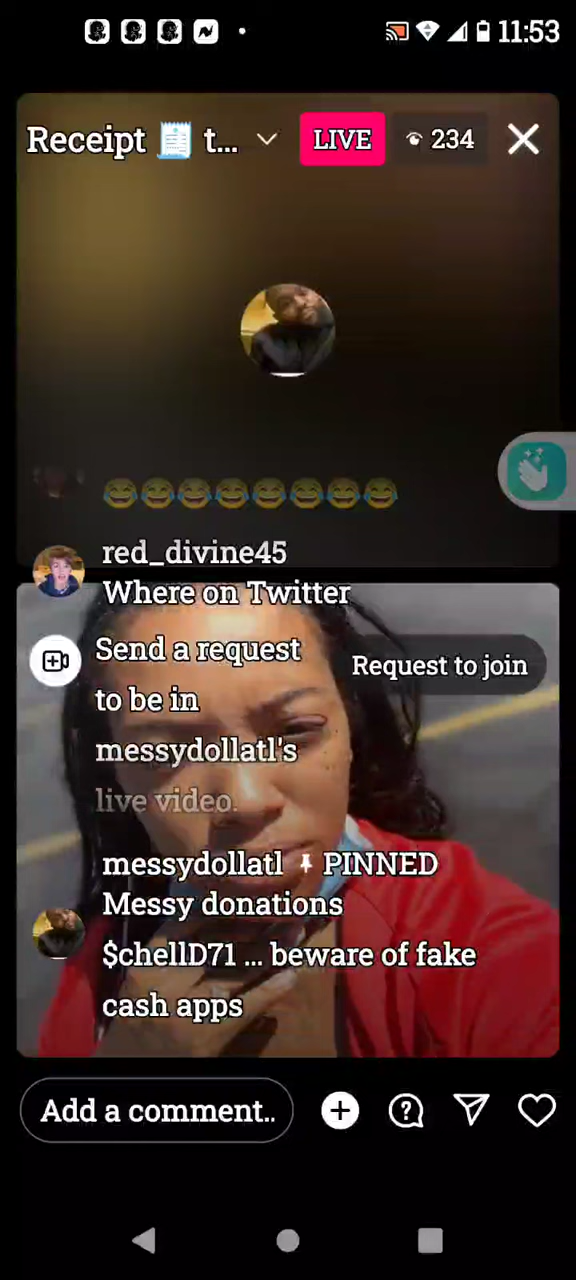 11:53
Receipt 🧾 t...
LIVE
234
😂😂😂😂😂😂😂😂
red_divine45
Where on Twitter
Send a request
to be in
messydollatl's
live video.
Request to join
messydollatl 📌 PINNED
Messy donations
$chellD71 ... beware of fake
cash apps
Add a comment..